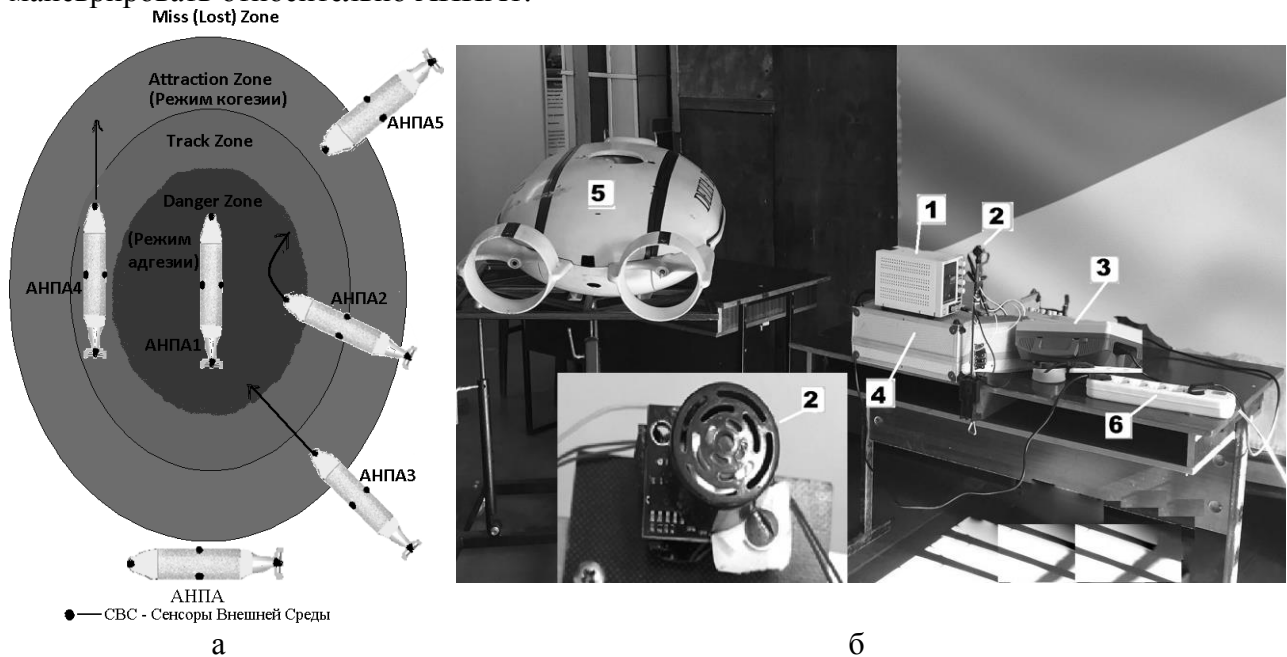 Miss (Lost) Zone
Attraction Zone
(Режим когезии)
АНПА5
Track Zone
Danger Zone
(Режим
адгезии)
АНПА4
АНПА2
АНПА1
АНПА3
АНПА
СВС - Сенсоры Внешней Среды
а
5
1
2
3
4
6
2
б